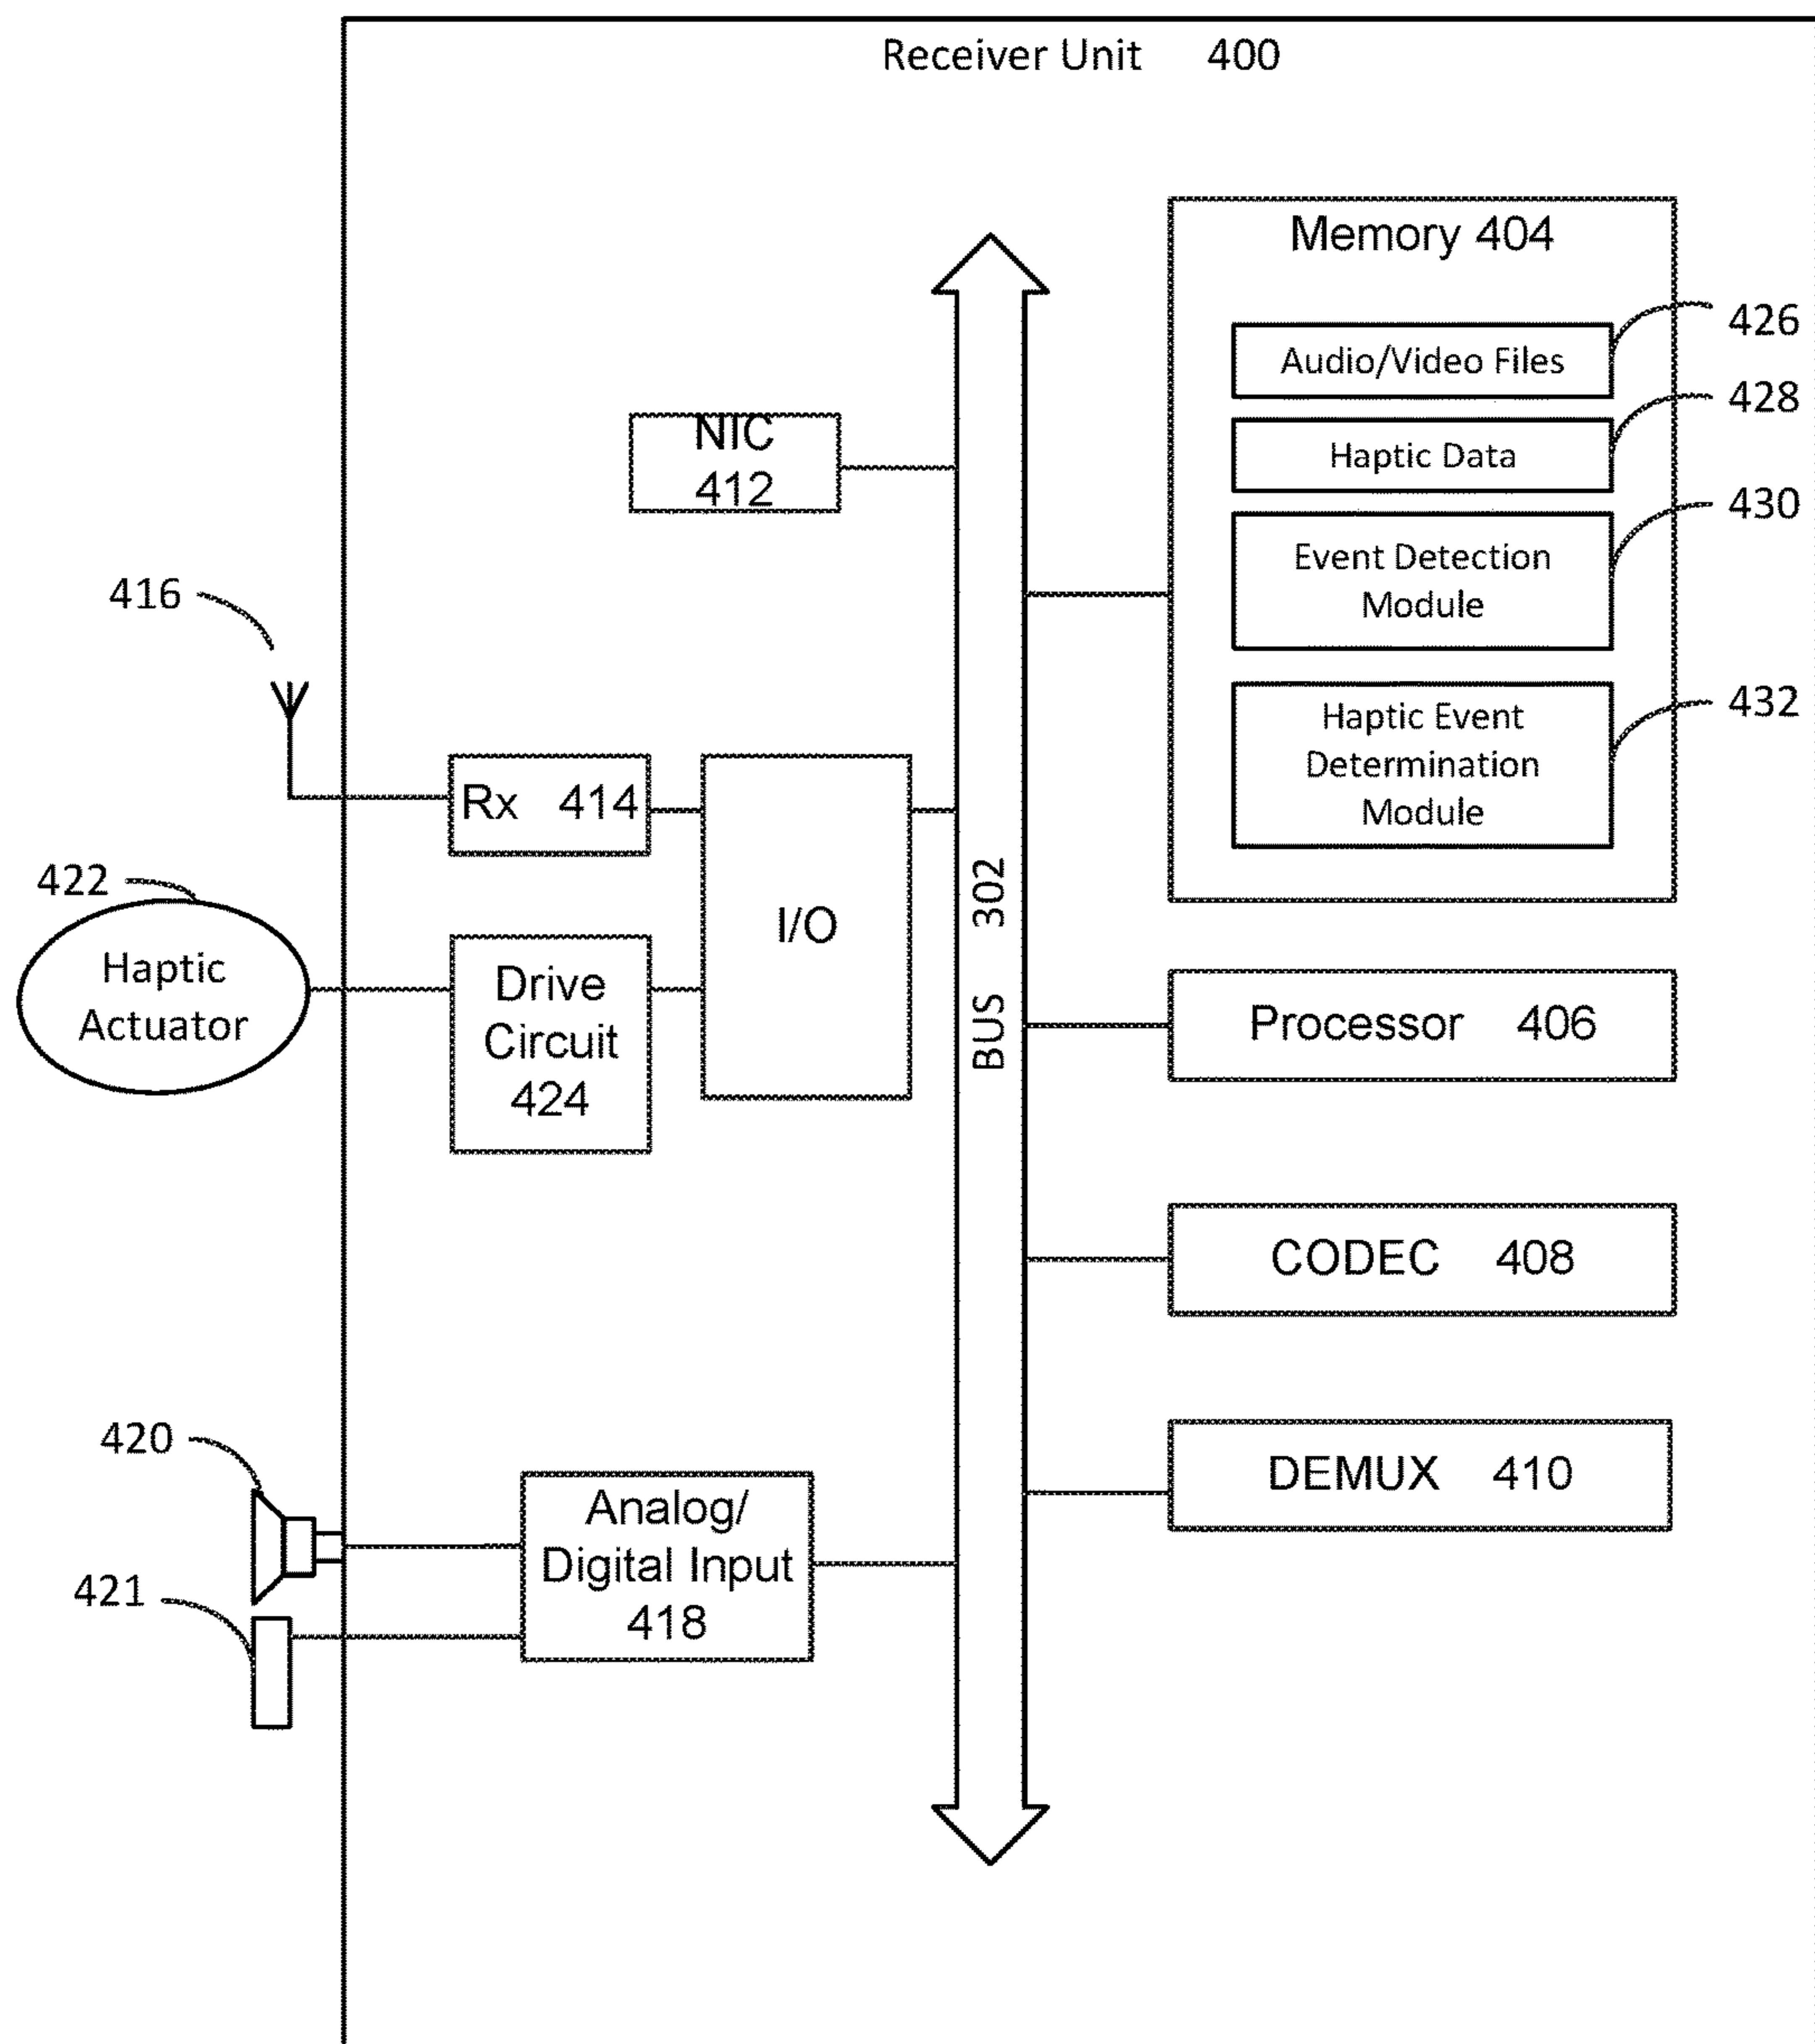 Receiver Unit 400
Memory 404
Audio/Video Files
426
Haptic Data
428
Event Detection
Module
430
Haptic Event
Determination
Module
432
NIC
412
416
Rx 414
I/O
422
Haptic
Actuator
Drive
Circuit
424
BUS 302
Processor 406
CODEC 408
DEMUX 410
420
421
Analog/
Digital Input
418